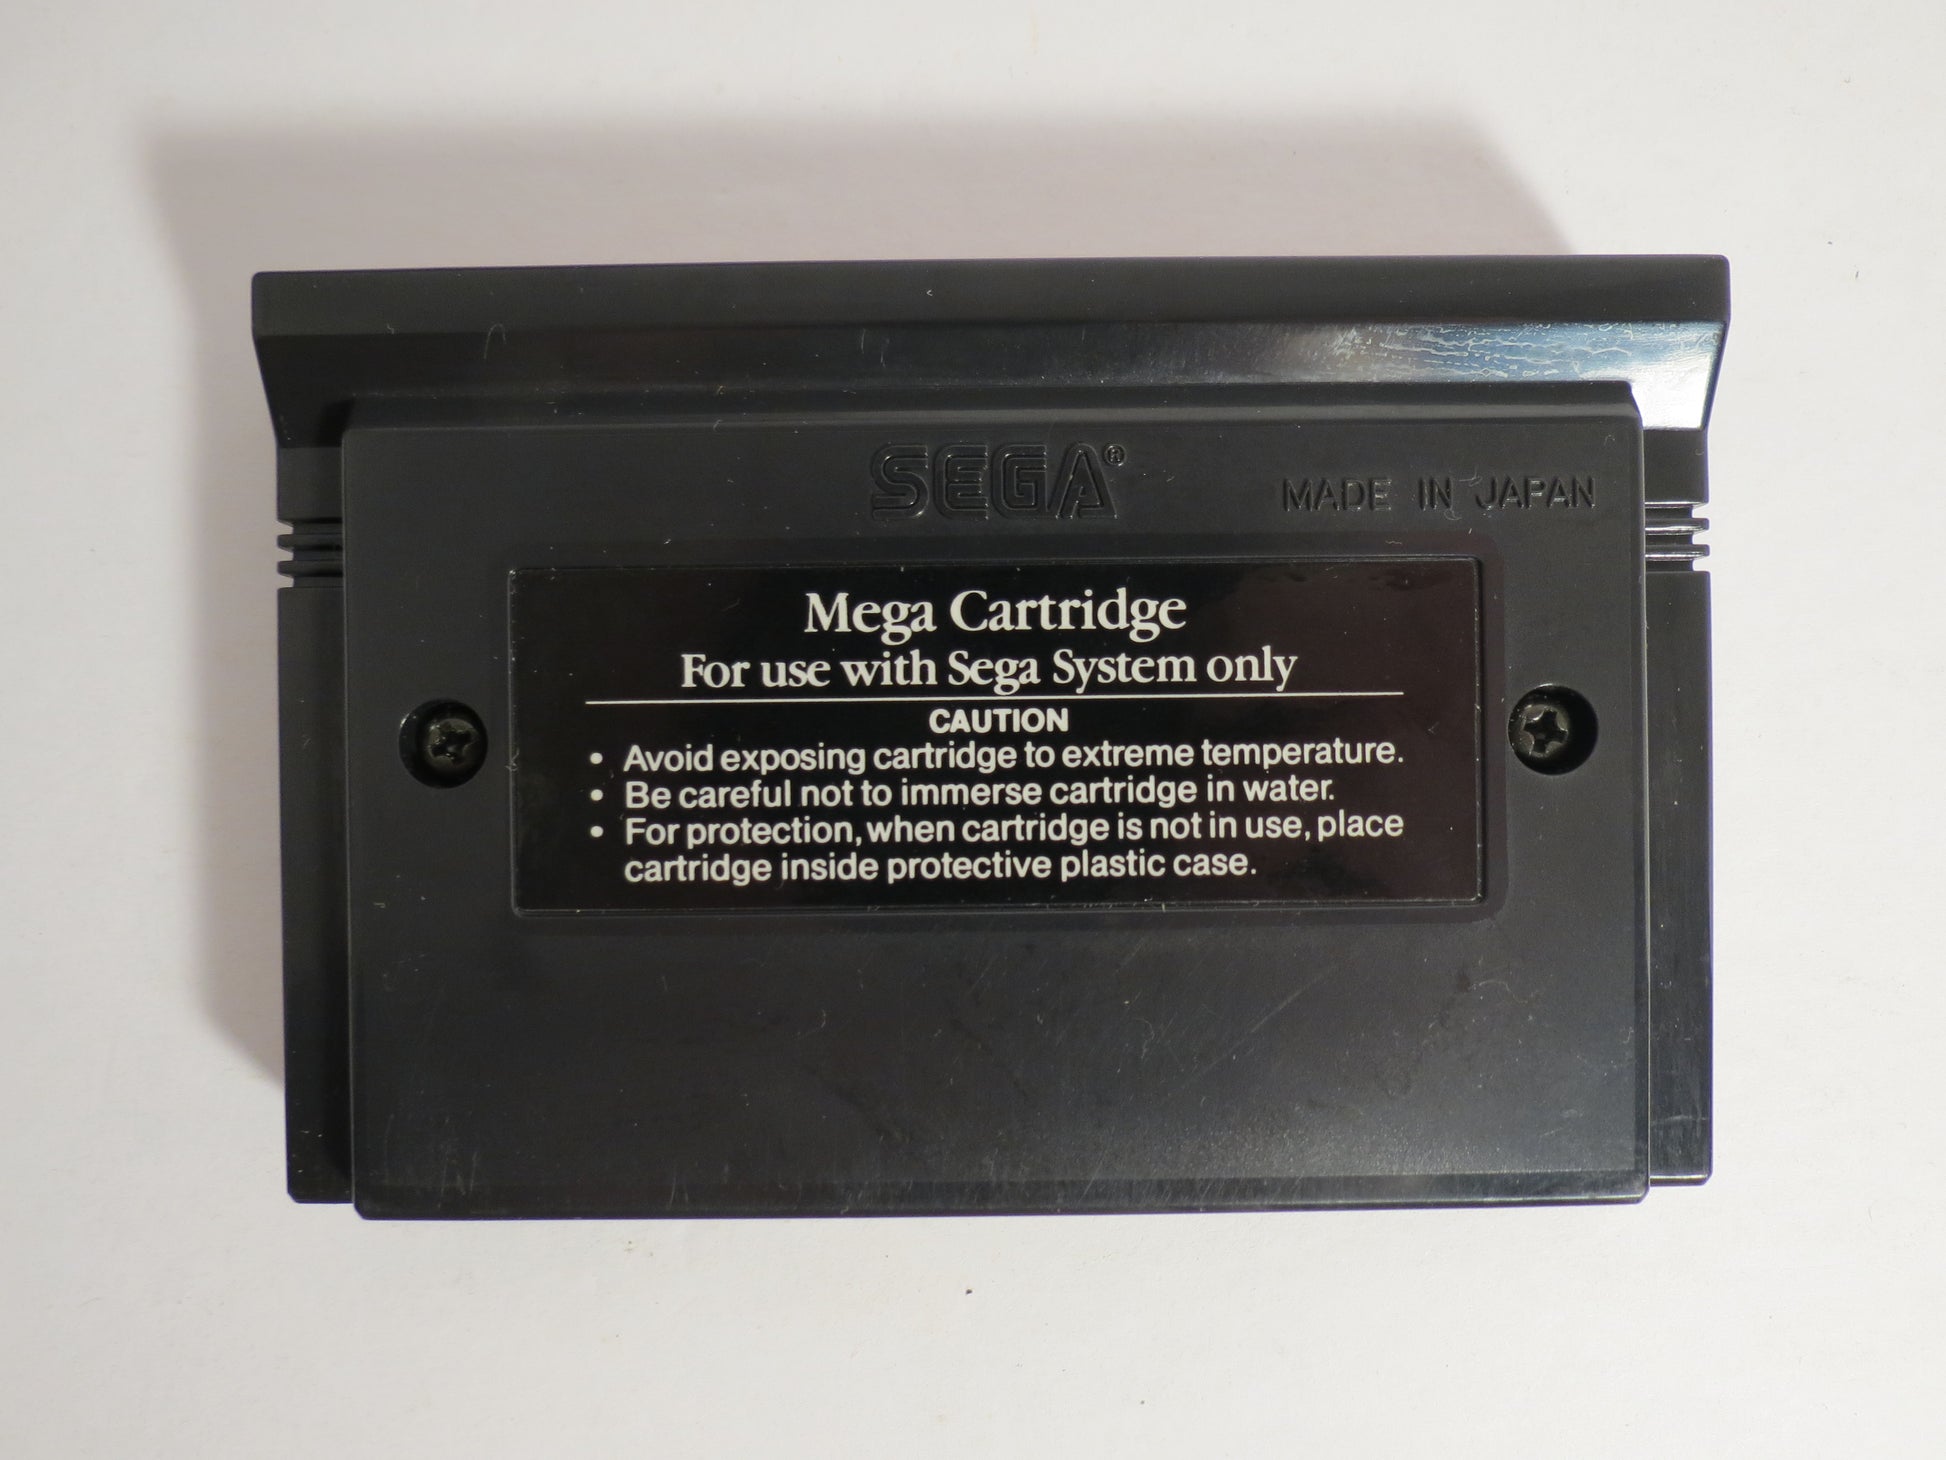 SEGA®
MADE IN JAPAN
Mega Cartridge
For use with Sega System only
CAUTION
• Avoid exposing cartridge to extreme temperature.
• Be careful not to immerse cartridge in water.
• For protection, when cartridge is not in use, place
cartridge inside protective plastic case.